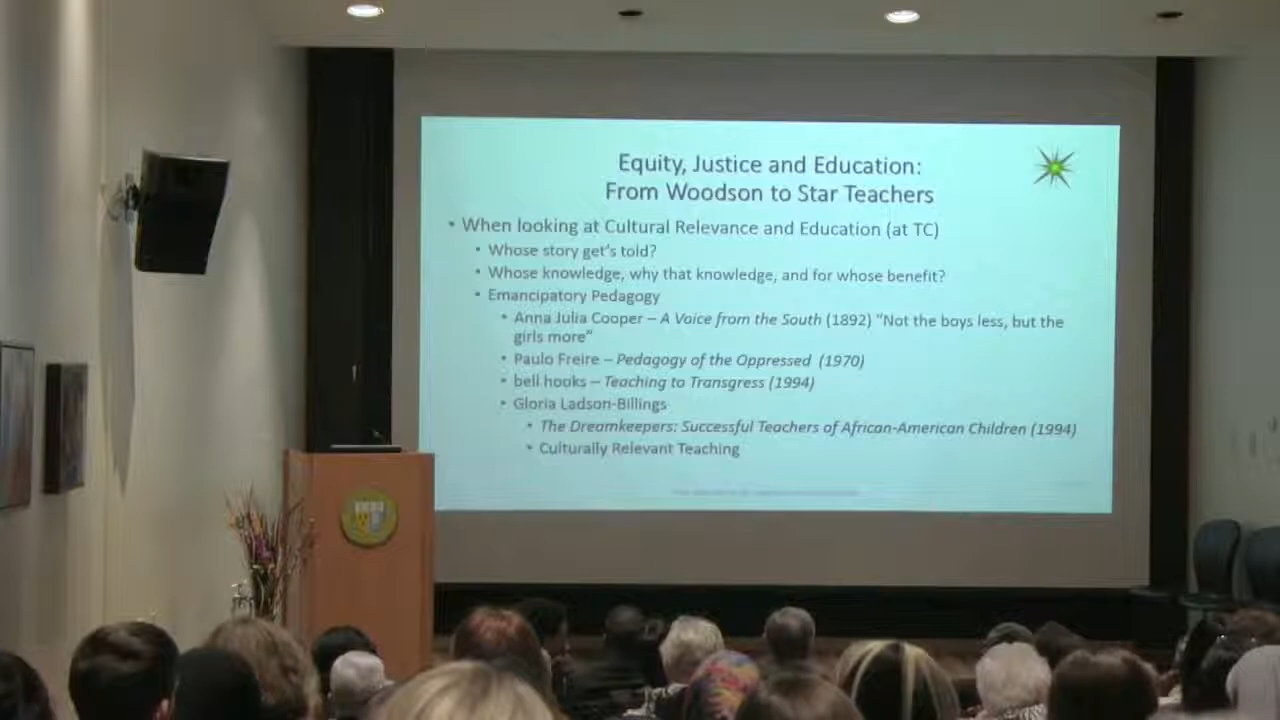 Equity, Justice and Education:
From Woodson to Star Teachers
• When looking at Cultural Relevance and Education (at TC)
• Whose story get's told?
• Whose knowledge, why that knowledge, and for whose benefit?
• Emancipatory Pedagogy
• Anna Julia Cooper – A Voice from the South (1892) "Not the boys less, but the
girls more"
• Paulo Freire – Pedagogy of the Oppressed (1970)
• bell hooks – Teaching to Transgress (1994)
• Gloria Ladson-Billings
• The Dreamkeepers: Successful Teachers of African-American Children (1994)
• Culturally Relevant Teaching